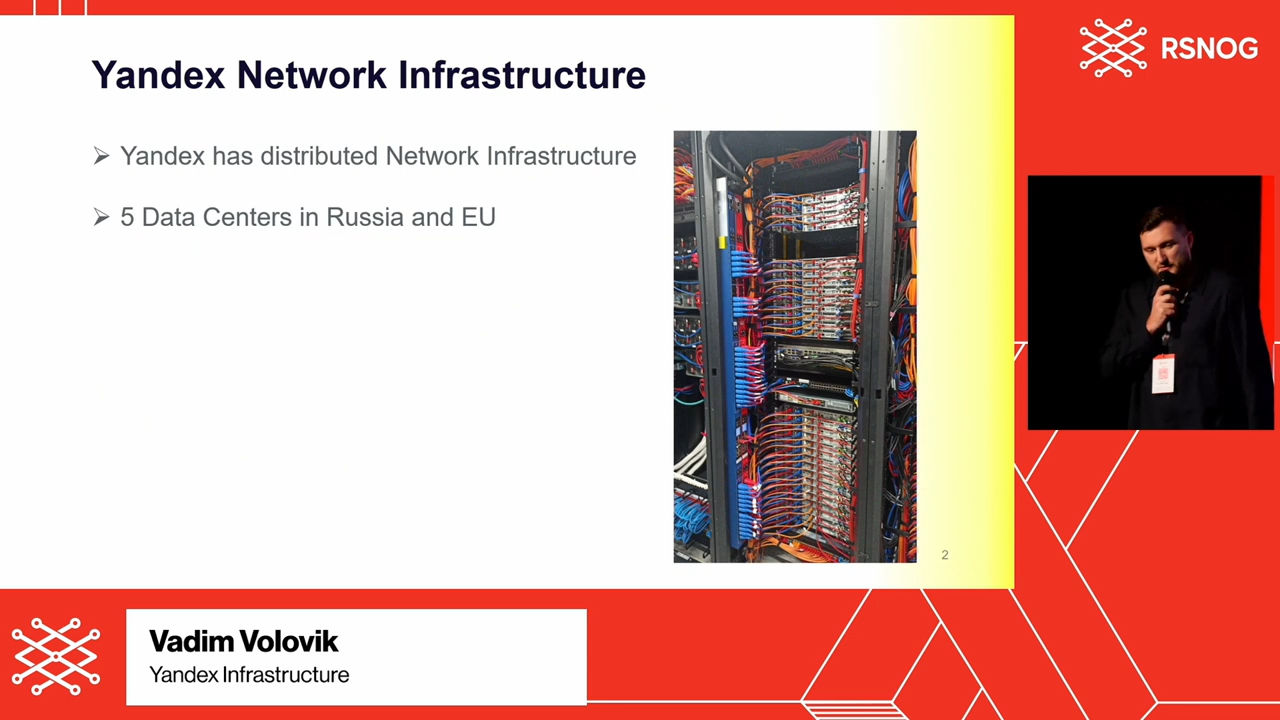 Yandex Network Infrastructure
RSNOG
➢ Yandex has distributed Network Infrastructure
➢ 5 Data Centers in Russia and EU
2
Vadim Volovik
Yandex Infrastructure